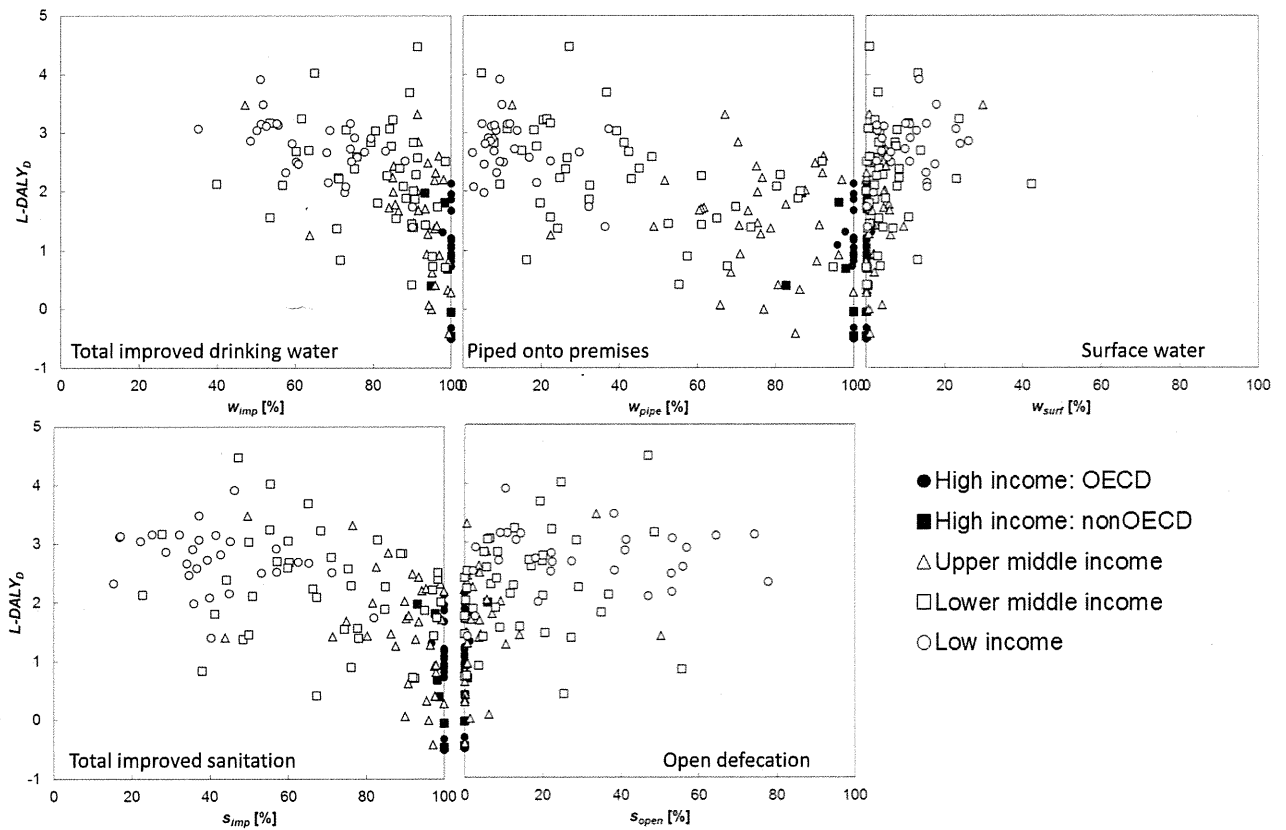 5
4
3
2
1
0
-1
L-DALY_D
Total improved drinking water
Piped onto premises
Surface water
0 20 40 60 80 100
0 20 40 60 80 100
0 20 40 60 80 100
w_imp [%]
w_pipe [%]
w_surf [%]
5
4
3
2
1
0
-1
L-DALY_D
Total improved sanitation
Open defecation
0 20 40 60 80 100
0 20 40 60 80 100
s_imp [%]
s_open [%]
High income: OECD
High income: nonOECD
Upper middle income
Lower middle income
Low income